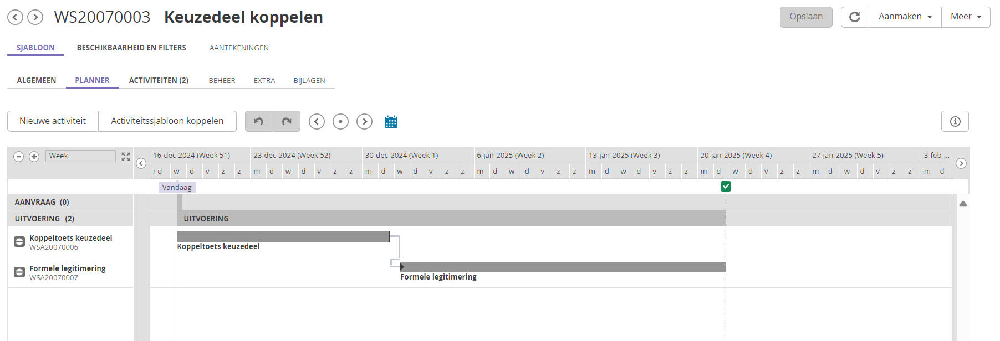 WS20070003 Keuzedeel koppelen
Opslaan Aanmaken Meer
SJABLOON BESCHIKBAARHEID EN FILTERS AANTEKENINGEN
ALGEMEEN PLANNER ACTIVITEITEN (2) BEHEER EXTRA BIJLAGEN
Nieuwe activiteit Activiteitssjabloon koppelen
Week 16-dec-2024 (Week 51) 23-dec-2024 (Week 52) 30-dec-2024 (Week 1) 6-jan-2025 (Week 2) 13-jan-2025 (Week 3) 20-jan-2025 (Week 4) 27-jan-2025 (Week 5) 3-feb-...
d w d v z z m d w d v z z m d w d v z z m d w d v z z m d w d v z z m d w d v z z m d w d v z z m d
Vandaag
AANVRAAG (0)
UITVOERING (2) UITVOERING
Koppeltoets keuzedeel
WSA20070006
Koppeltoets keuzedeel
Formele legitimering
WSA20070007
Formele legitimering